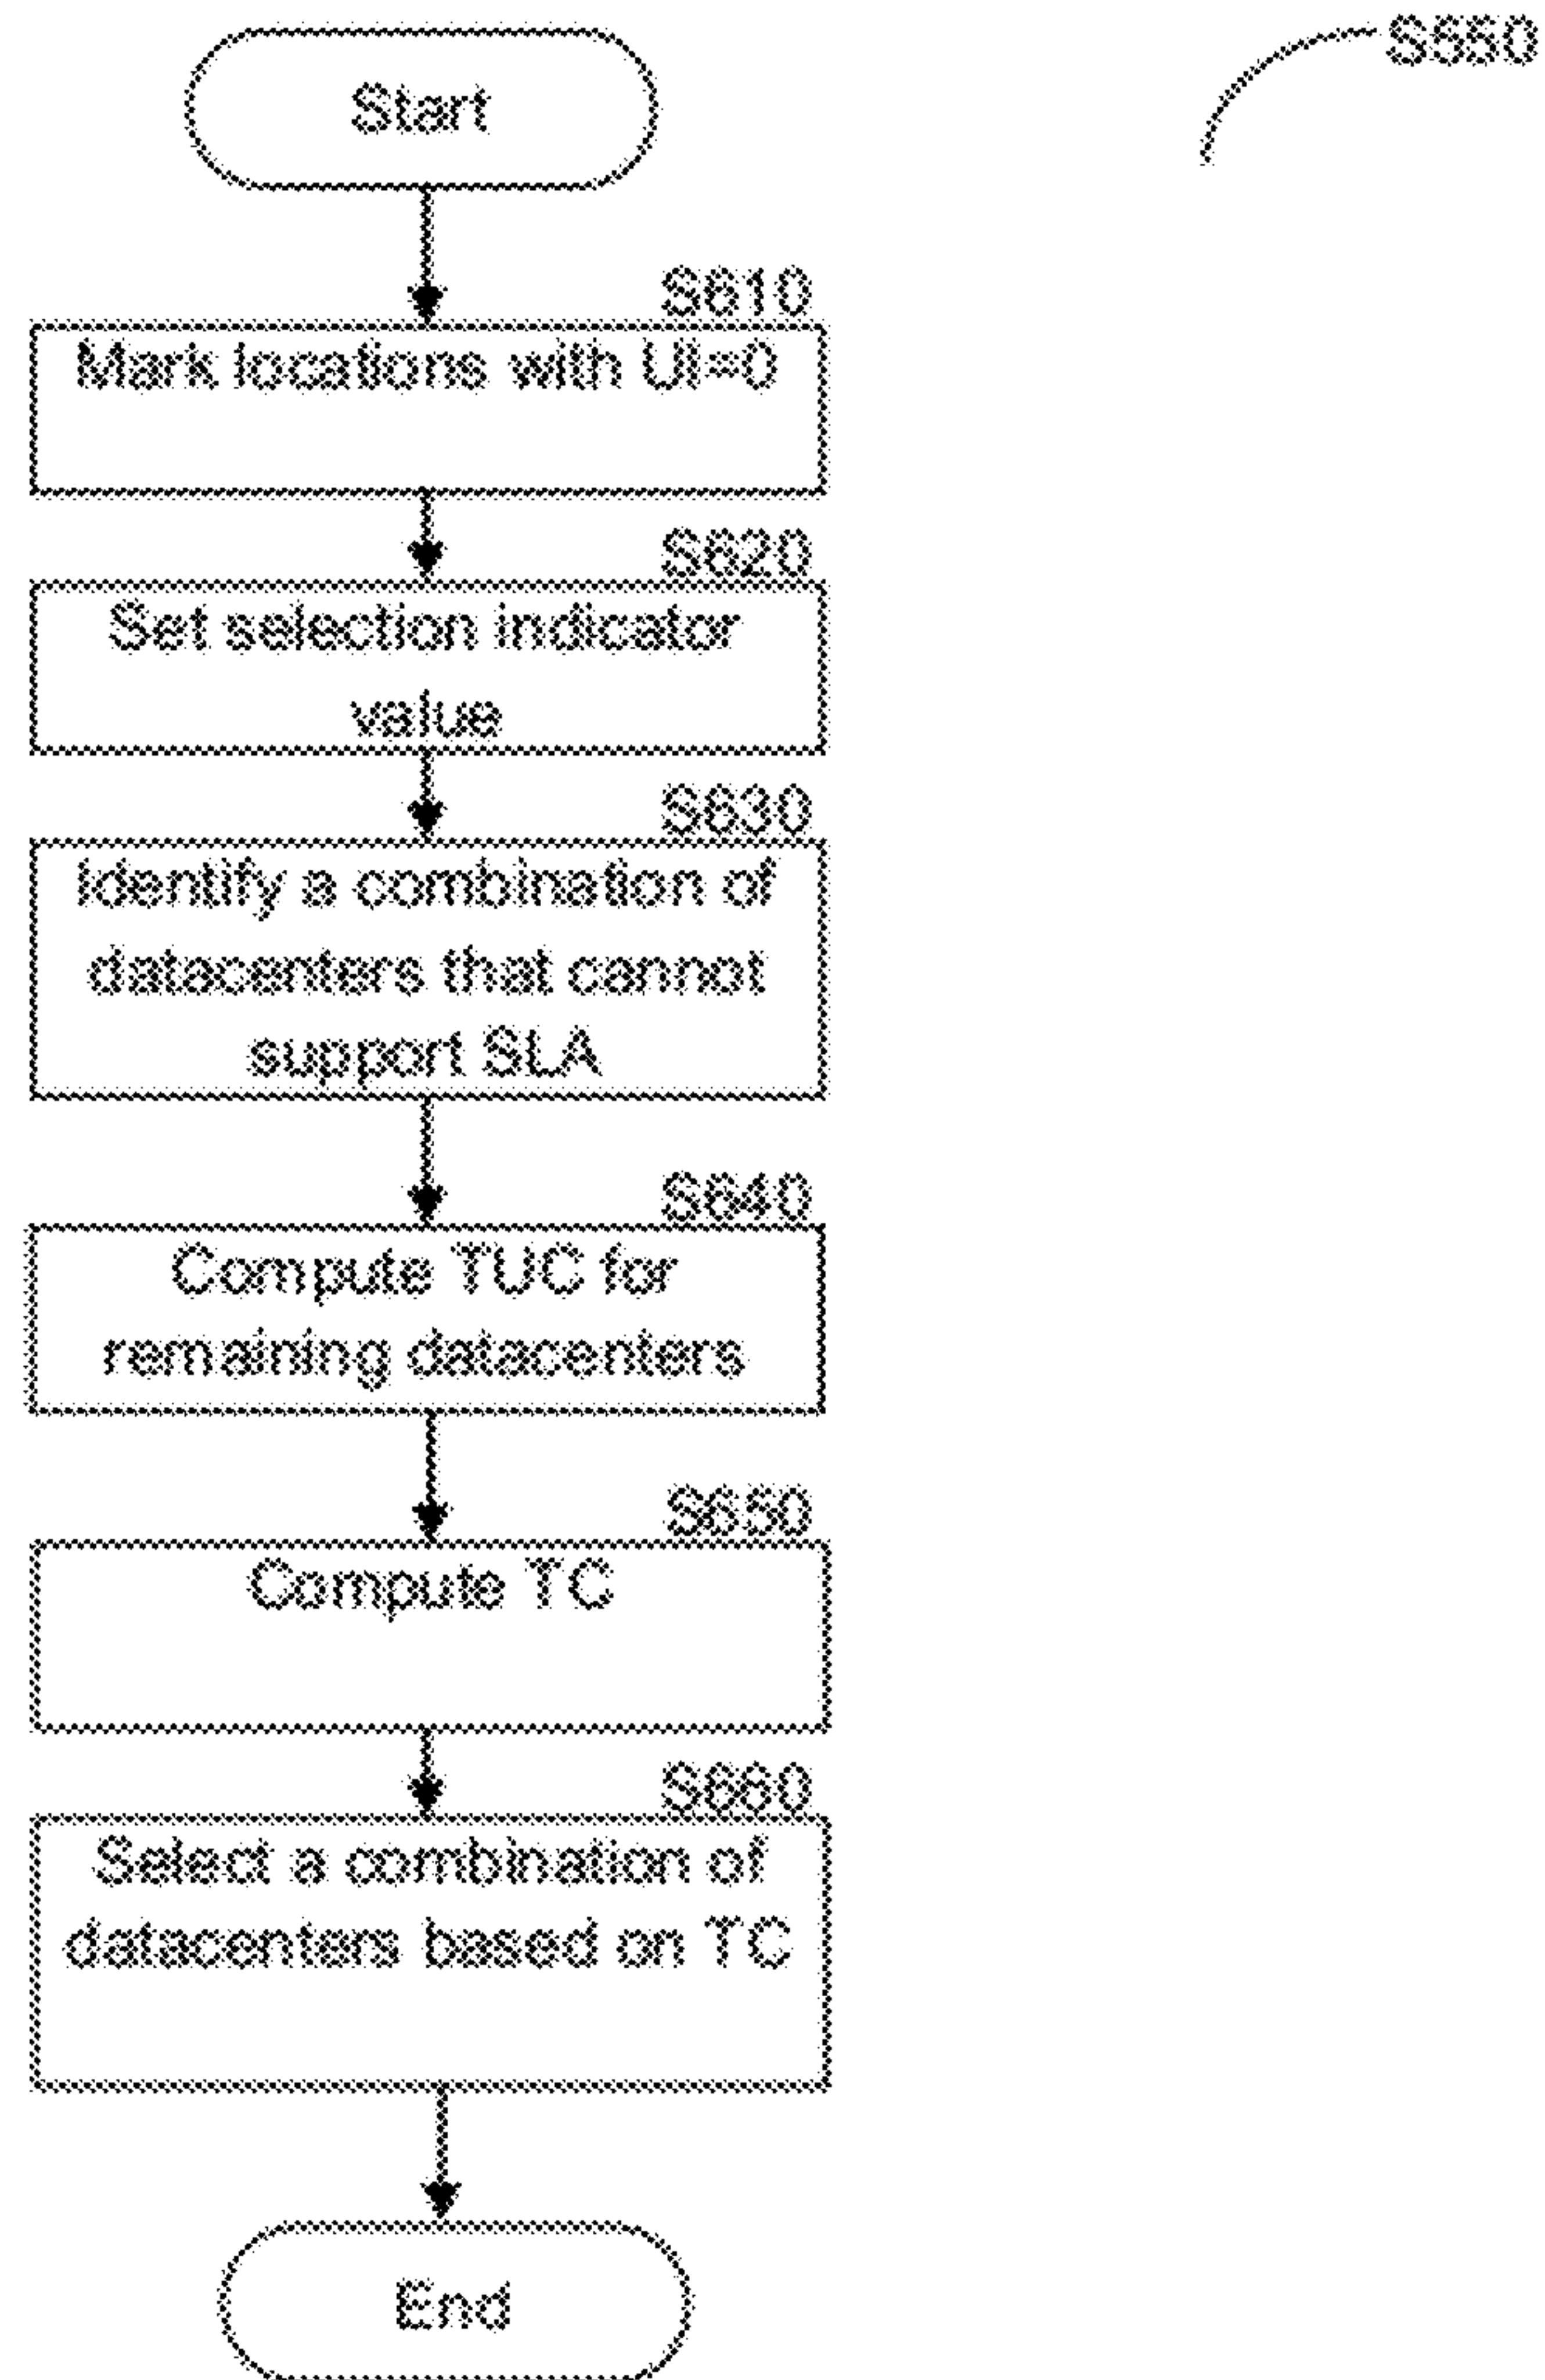 S550
Start
S610
Mark locations with UI=0
S620
Set selection indicator
value
S630
Identify a combination of
datacenters that cannot
support SLA
S640
Compute TUC for
remaining datacenters
S650
Compute TC
S660
Select a combination of
datacenters based on TC
End